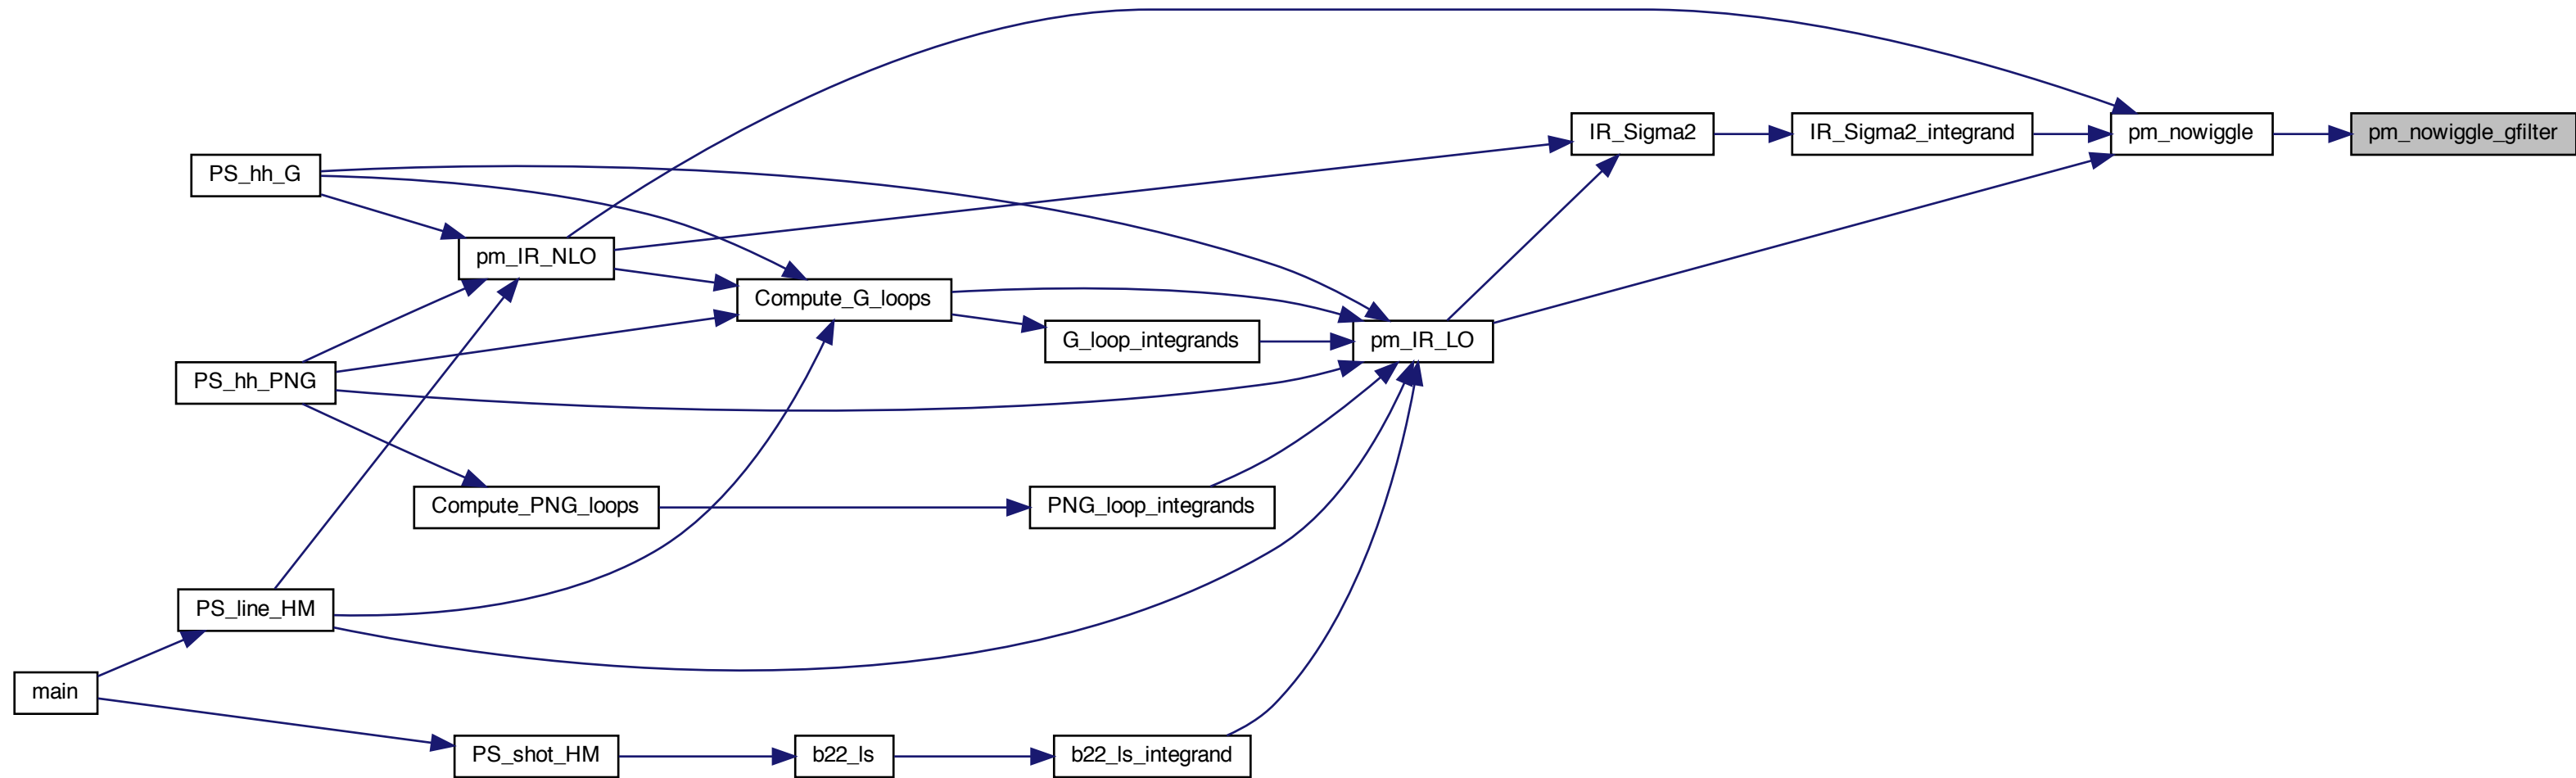 IR_Sigma2
IR_Sigma2_integrand
pm_nowiggle
pm_nowiggle_gfilter
PS_hh_G
pm_IR_NLO
Compute_G_loops
G_loop_integrands
pm_IR_LO
PS_hh_PNG
Compute_PNG_loops
PNG_loop_integrands
PS_line_HM
main
PS_shot_HM
b22_ls
b22_ls_integrand